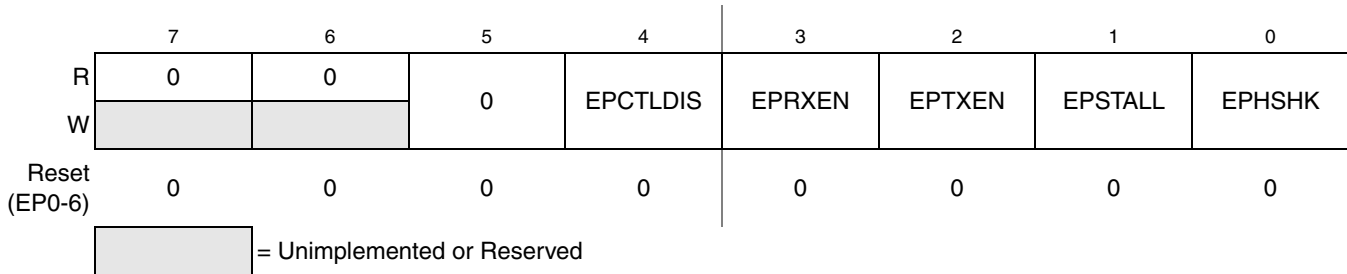 7 6 5 4 3 2 1 0
R 0 0 0 EPCTLDIS EPRXEN EPTXEN EPSTALL EPHSHK
W
Reset
(EP0-6) 0 0 0 0 0 0 0 0
= Unimplemented or Reserved